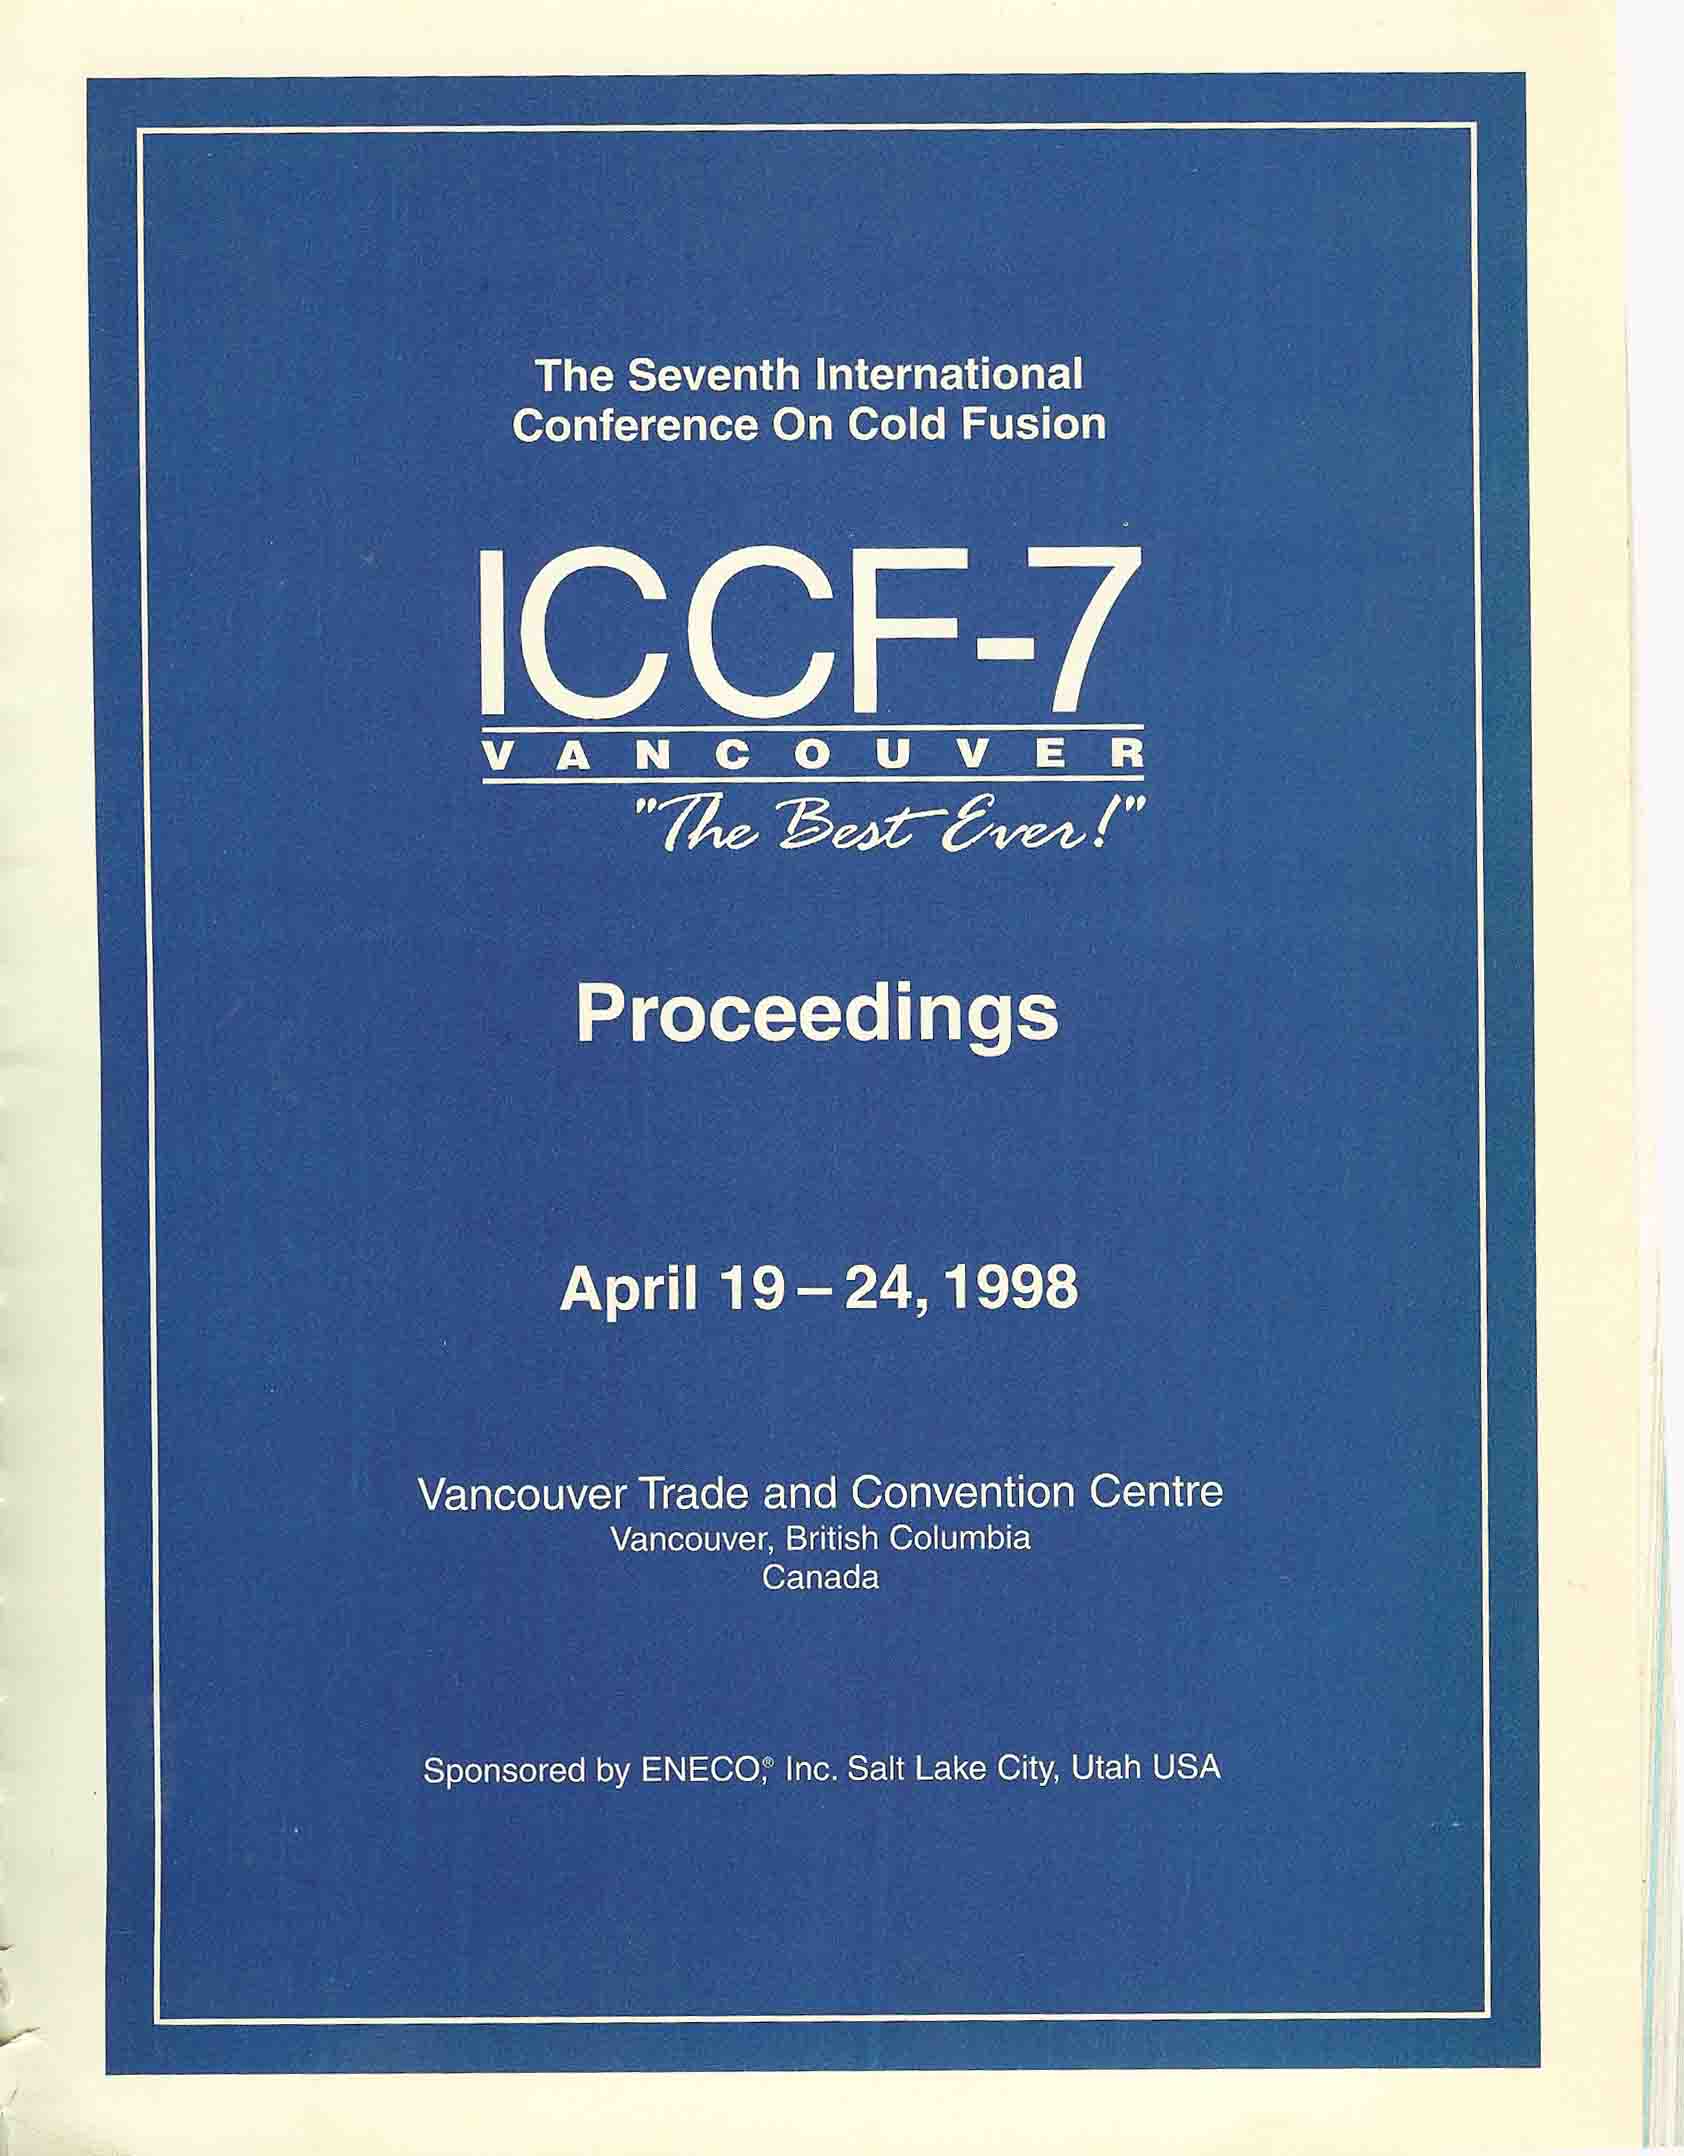 The Seventh International
Conference On Cold Fusion
ICCF-7
VANCOUVER
"The Best Ever!"
Proceedings
April 19 – 24, 1998
Vancouver Trade and Convention Centre
Vancouver, British Columbia
Canada
Sponsored by ENECO,® Inc. Salt Lake City, Utah USA